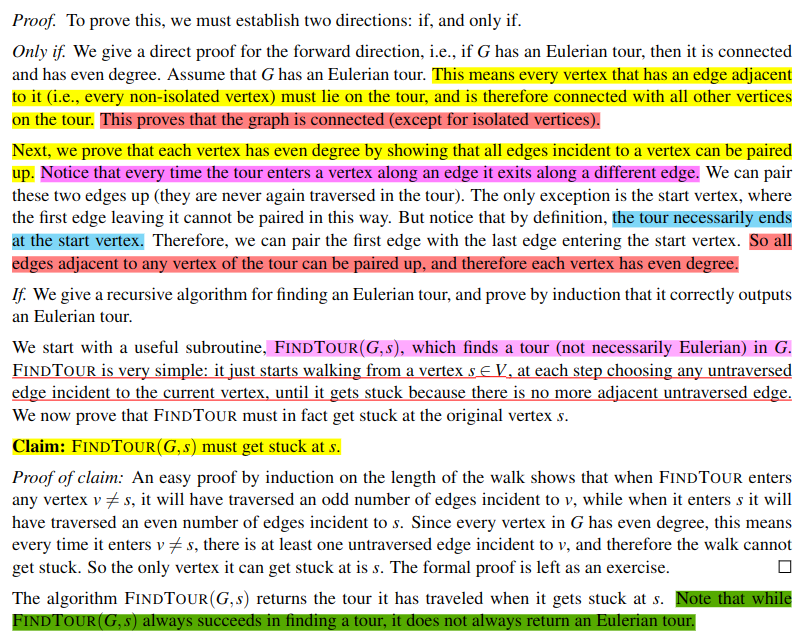 Proof. To prove this, we must establish two directions: if, and only if.
Only if. We give a direct proof for the forward direction, i.e., if G has an Eulerian tour, then it is connected
and has even degree. Assume that G has an Eulerian tour. This means every vertex that has an edge adjacent
to it (i.e., every non-isolated vertex) must lie on the tour, and is therefore connected with all other vertices
on the tour. This proves that the graph is connected (except for isolated vertices).
Next, we prove that each vertex has even degree by showing that all edges incident to a vertex can be paired
up. Notice that every time the tour enters a vertex along an edge it exits along a different edge. We can pair
these two edges up (they are never again traversed in the tour). The only exception is the start vertex, where
the first edge leaving it cannot be paired in this way. But notice that by definition, the tour necessarily ends
at the start vertex. Therefore, we can pair the first edge with the last edge entering the start vertex. So all
edges adjacent to any vertex of the tour can be paired up, and therefore each vertex has even degree.
If. We give a recursive algorithm for finding an Eulerian tour, and prove by induction that it correctly outputs
an Eulerian tour.
We start with a useful subroutine, FINDTOUR(G,s), which finds a tour (not necessarily Eulerian) in G.
FINDTOUR is very simple: it just starts walking from a vertex s ∈ V, at each step choosing any untraversed
edge incident to the current vertex, until it gets stuck because there is no more adjacent untraversed edge.
We now prove that FINDTOUR must in fact get stuck at the original vertex s.
Claim: FINDTOUR(G,s) must get stuck at s.
Proof of claim: An easy proof by induction on the length of the walk shows that when FINDTOUR enters
any vertex v ≠ s, it will have traversed an odd number of edges incident to v, while when it enters s it will
have traversed an even number of edges incident to s. Since every vertex in G has even degree, this means
every time it enters v ≠ s, there is at least one untraversed edge incident to v, and therefore the walk cannot
get stuck. So the only vertex it can get stuck at is s. The formal proof is left as an exercise. □
The algorithm FINDTOUR(G,s) returns the tour it has traveled when it gets stuck at s. Note that while
FINDTOUR(G,s) always succeeds in finding a tour, it does not always return an Eulerian tour.